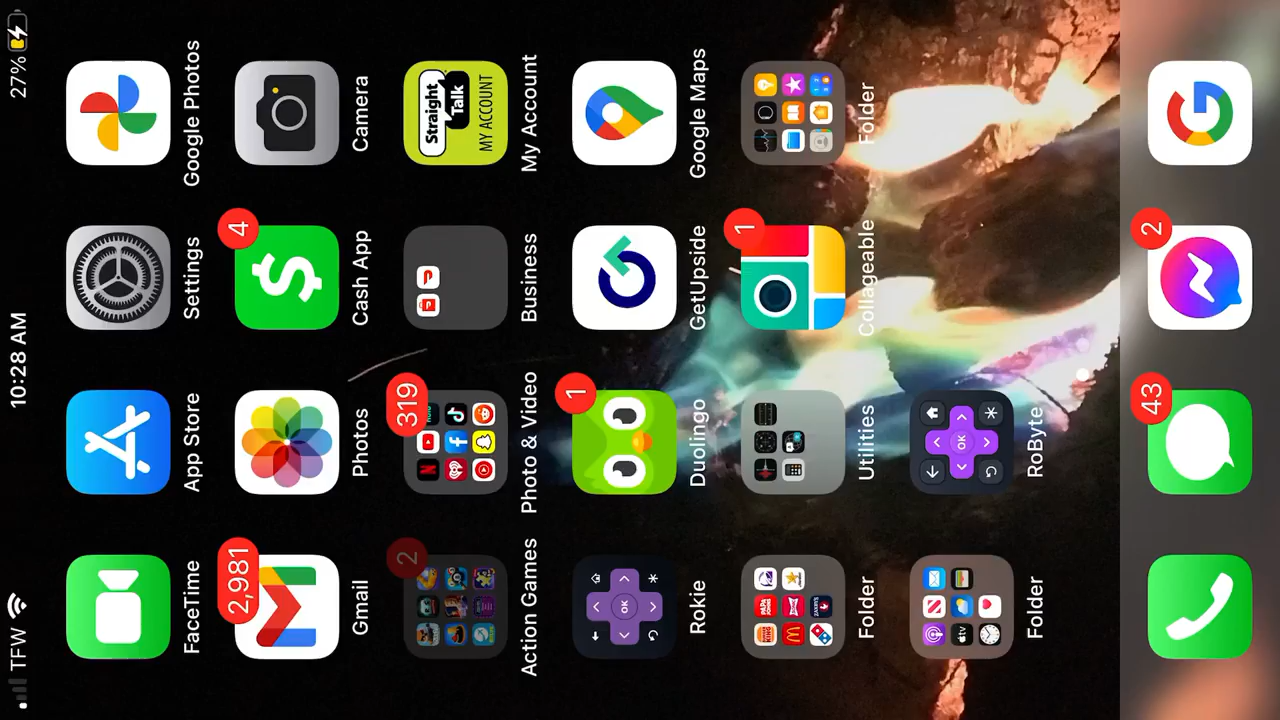 TFW 10:28 AM 27%
FaceTime App Store Settings Google Photos
2,981 4
Gmail Photos Cash App Camera
2 319 Straight Talk MY ACCOUNT
Action Games Photo & Video Business My Account
1
OK
Rokie Duolingo GetUpside Google Maps
1
Folder Utilities Collageable Folder
OK
Folder RoByte
43 2